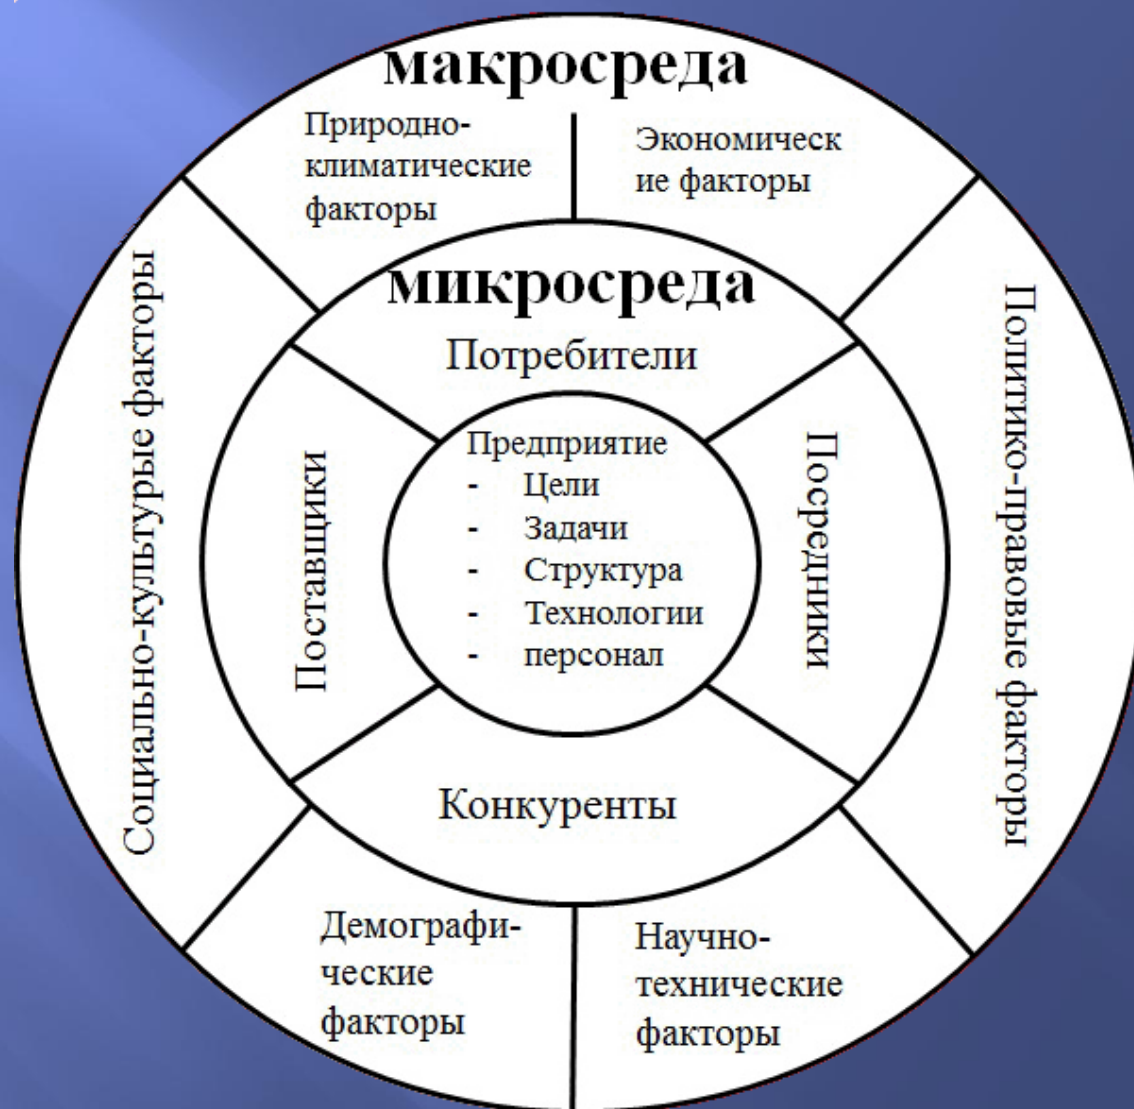 макросреда
Природно-
климатические
факторы
Экономическ
ие факторы
микросреда
Потребители
Социально-культурые факторы
Поставщики
Предприятие
- Цели
- Задачи
- Структура
- Технологии
- персонал
Посредники
Политико-правовые факторы
Конкуренты
Демографи-
ческие
факторы
Научно-
технические
факторы